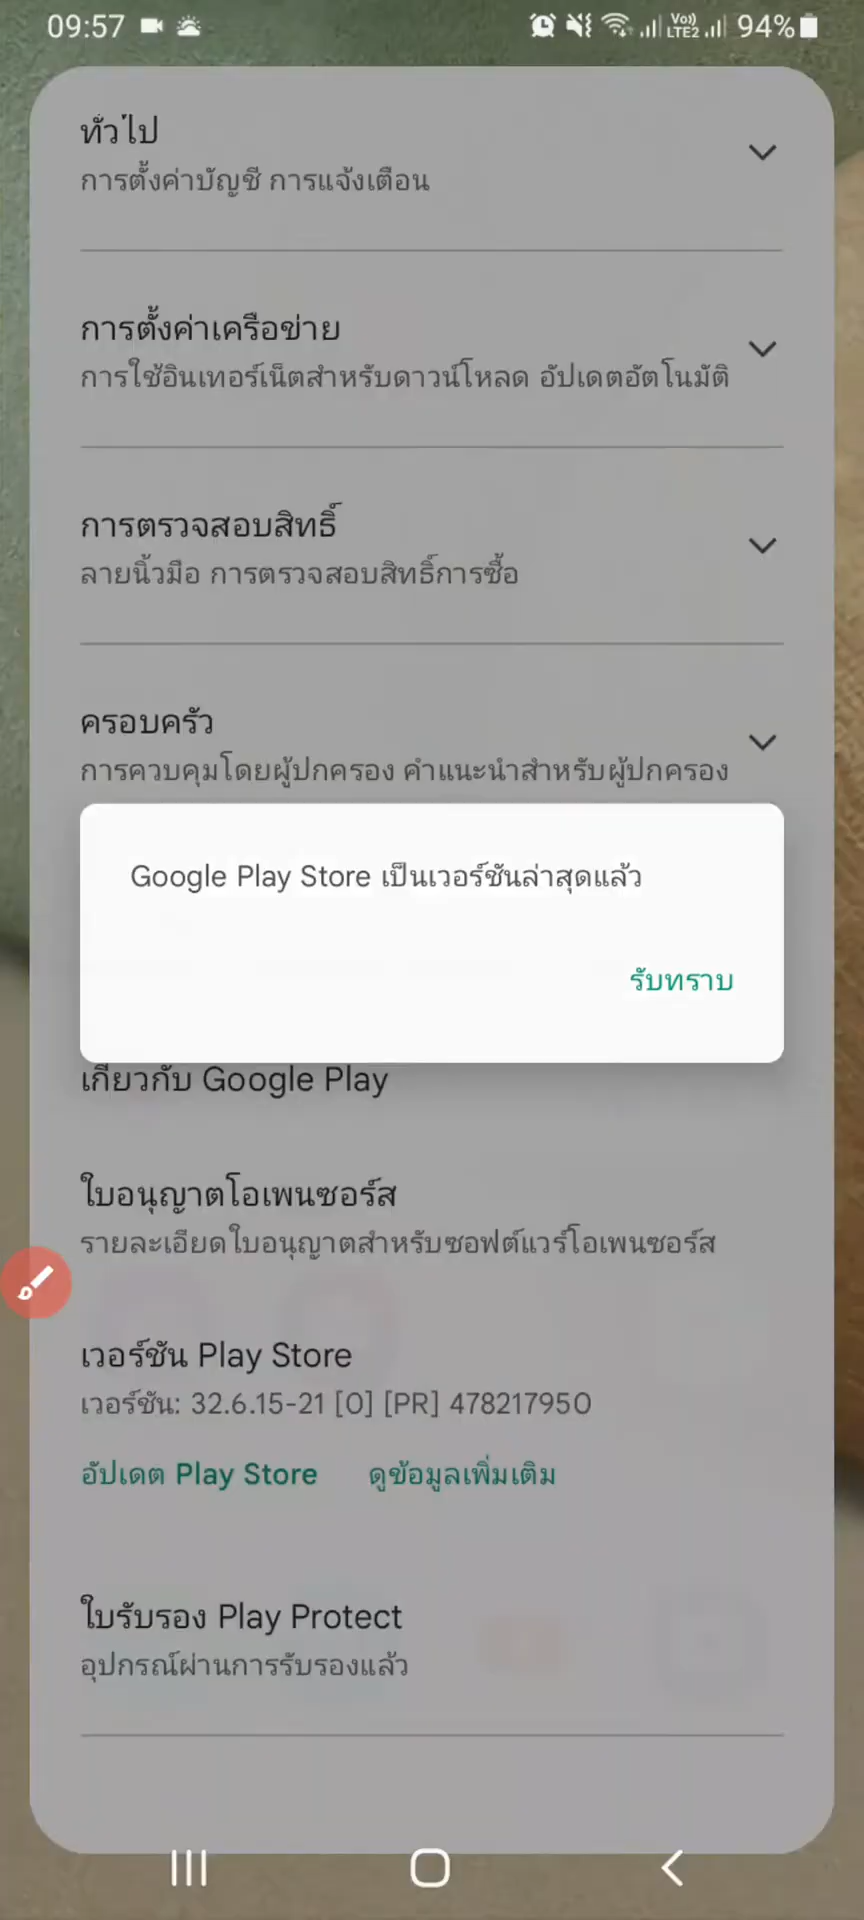 09:57
Vo)) LTE2 94%
ทั่วไป
การตั้งค่าบัญชี การแจ้งเตือน
การตั้งค่าเครือข่าย
การใช้อินเทอร์เน็ตสำหรับดาวน์โหลด อัปเดตอัตโนมัติ
การตรวจสอบสิทธิ์
ลายนิ้วมือ การตรวจสอบสิทธิ์การซื้อ
ครอบครัว
การควบคุมโดยผู้ปกครอง คำแนะนำสำหรับผู้ปกครอง
Google Play Store เป็นเวอร์ชันล่าสุดแล้ว
รับทราบ
เกี่ยวกับ Google Play
ใบอนุญาตโอเพนซอร์ส
รายละเอียดใบอนุญาตสำหรับซอฟต์แวร์โอเพนซอร์ส
เวอร์ชัน Play Store
เวอร์ชัน: 32.6.15-21 [0] [PR] 478217950
อัปเดต Play Store ดูข้อมูลเพิ่มเติม
ใบรับรอง Play Protect
อุปกรณ์ผ่านการรับรองแล้ว